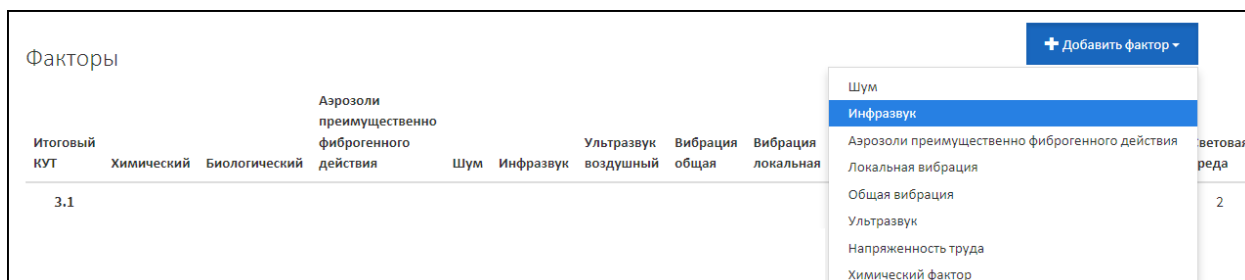 Факторы
+ Добавить фактор
Итоговый КУТ
Химический
Биологический
Аэрозоли преимущественно фиброгенного действия
Шум
Инфразвук
Ультразвук воздушный
Вибрация общая
Вибрация локальная
3.1
2
Шум
Инфразвук
Аэрозоли преимущественно фиброгенного действия
Локальная вибрация
Общая вибрация
Ультразвук
Напряженность труда
Химический фактор